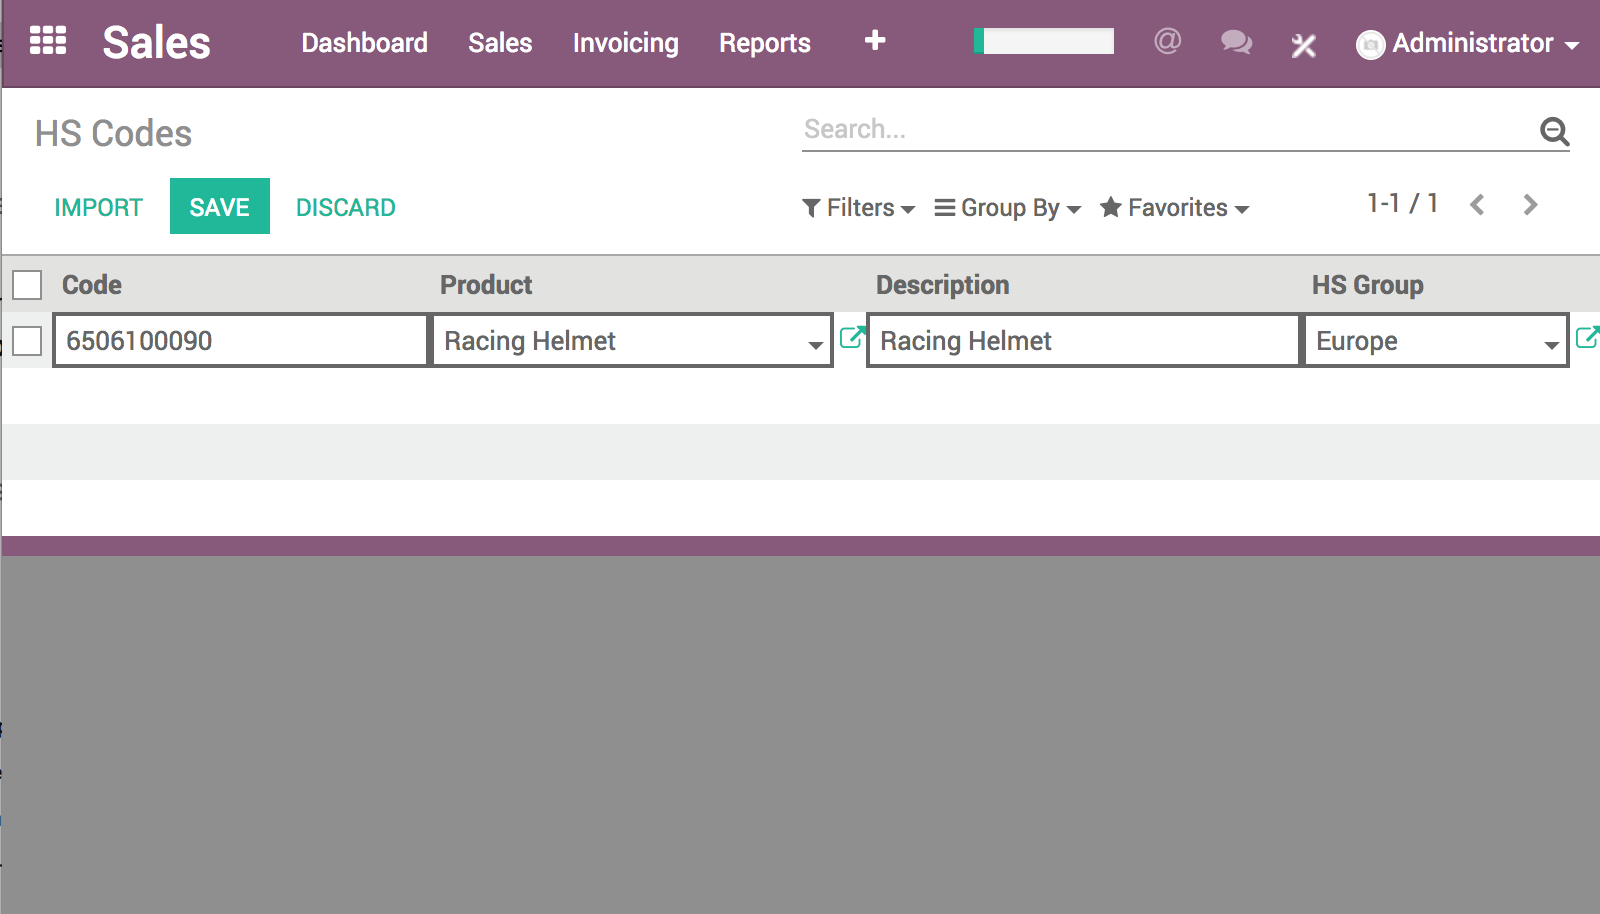 Sales Dashboard Sales Invoicing Reports + @ Administrator
HS Codes
Search...
IMPORT SAVE DISCARD Filters Group By Favorites 1-1 / 1
Code Product Description HS Group
6506100090 Racing Helmet Racing Helmet Europe